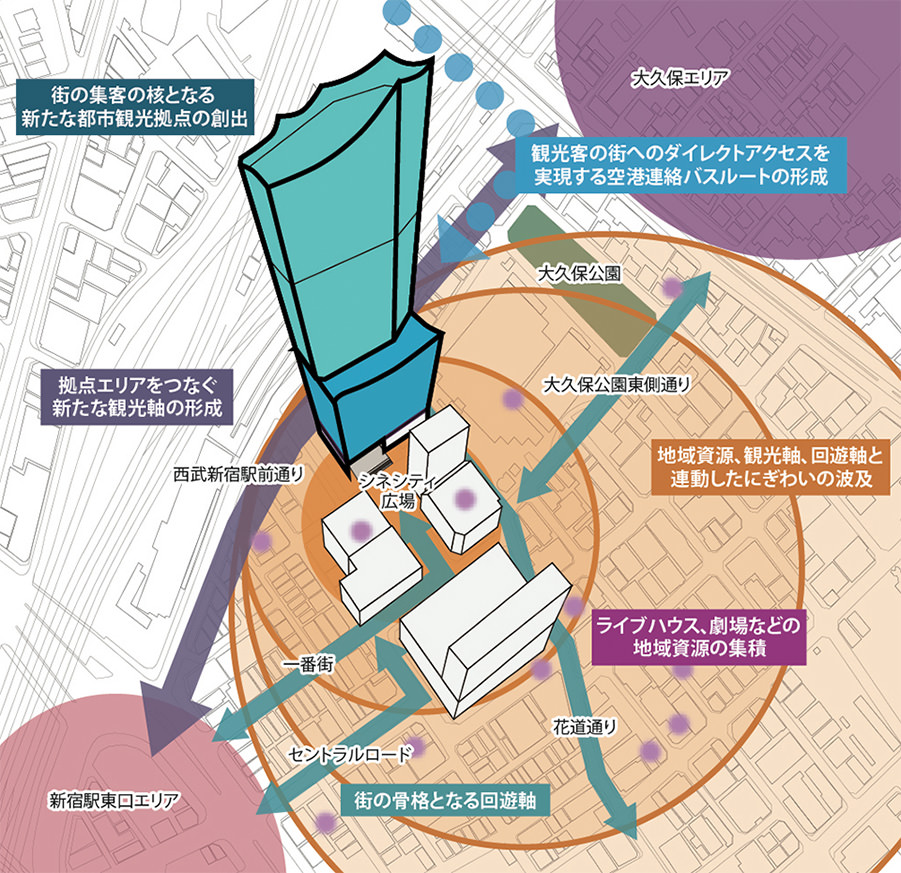 大久保エリア
街の集客の核となる
新たな都市観光拠点の創出
観光客の街へのダイレクトアクセスを
実現する空港連絡バスルートの形成
大久保公園
拠点エリアをつなぐ
新たな観光軸の形成
大久保公園東側通り
西武新宿駅前通り
シネシティ
広場
地域資源、観光軸、回遊軸と
連動したにぎわいの波及
ライブハウス、劇場などの
地域資源の集積
一番街
花道通り
セントラルロード
新宿駅東口エリア
街の骨格となる回遊軸